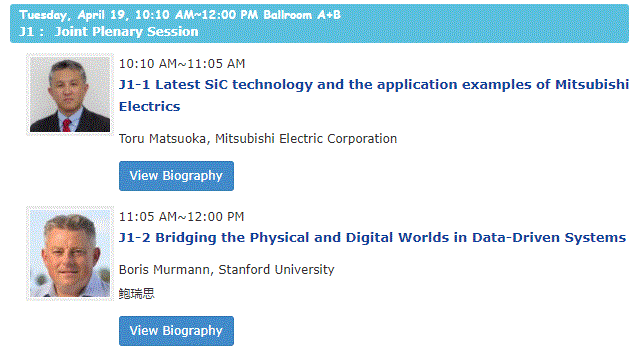 Tuesday, April 19, 10:10 AM~12:00 PM Ballroom A+B
J1 : Joint Plenary Session
10:10 AM~11:05 AM
J1-1 Latest SiC technology and the application examples of Mitsubishi
Electrics
Toru Matsuoka, Mitsubishi Electric Corporation
View Biography
11:05 AM~12:00 PM
J1-2 Bridging the Physical and Digital Worlds in Data-Driven Systems
Boris Murmann, Stanford University
鲍瑞思
View Biography